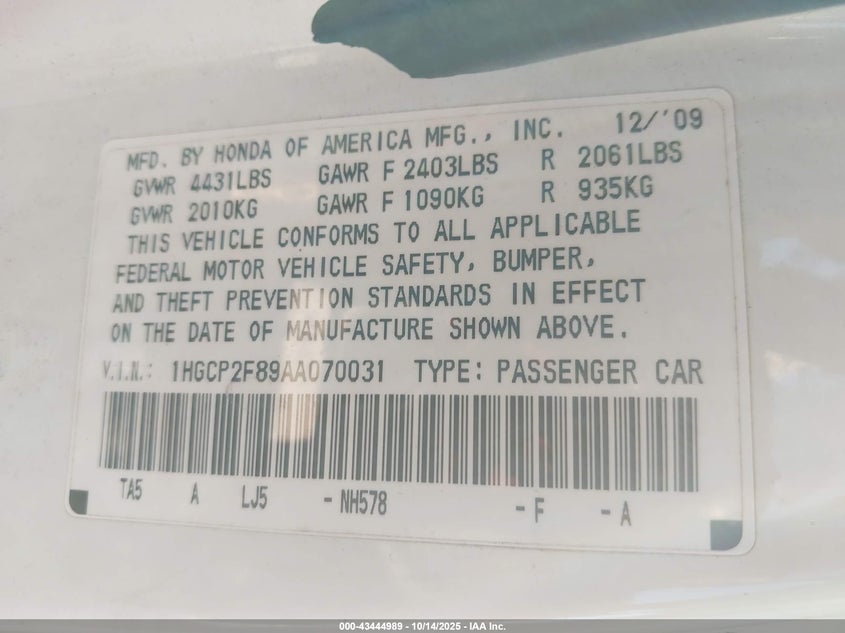 MFD. BY HONDA OF AMERICA MFG., INC. 12/'09
GVWR 4431LBS GAWR F 2403LBS R 2061LBS
GVWR 2010KG GAWR F 1090KG R 935KG
THIS VEHICLE CONFORMS TO ALL APPLICABLE
FEDERAL MOTOR VEHICLE SAFETY, BUMPER,
AND THEFT PREVENTION STANDARDS IN EFFECT
ON THE DATE OF MANUFACTURE SHOWN ABOVE.
V.I.N.: 1HGCP2F89AA070031 TYPE: PASSENGER CAR
TA5 A LJ5 - NH578 - F - A
000-43444989 - 10/14/2025 - IAA Inc.